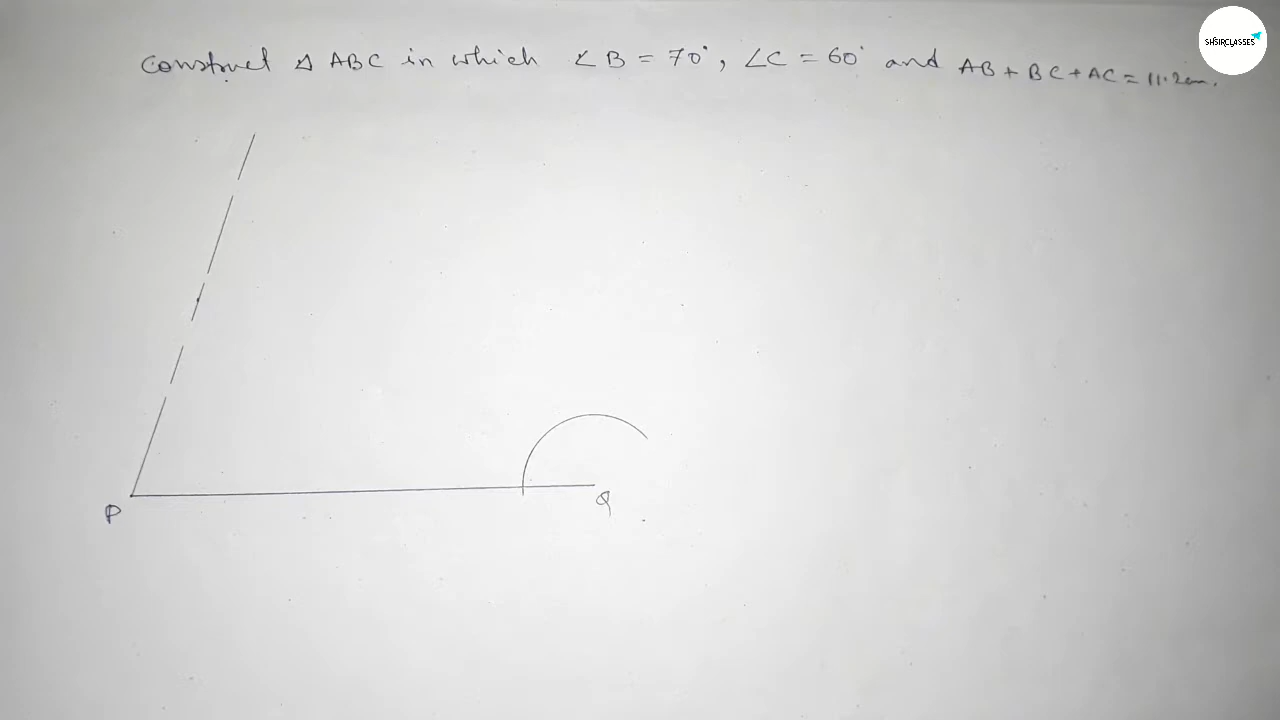 Construct △ ABC in which ∠B = 70°, ∠C = 60° and AB + BC + AC = 11.2cm.
SHSIRCLASSES
P
Q